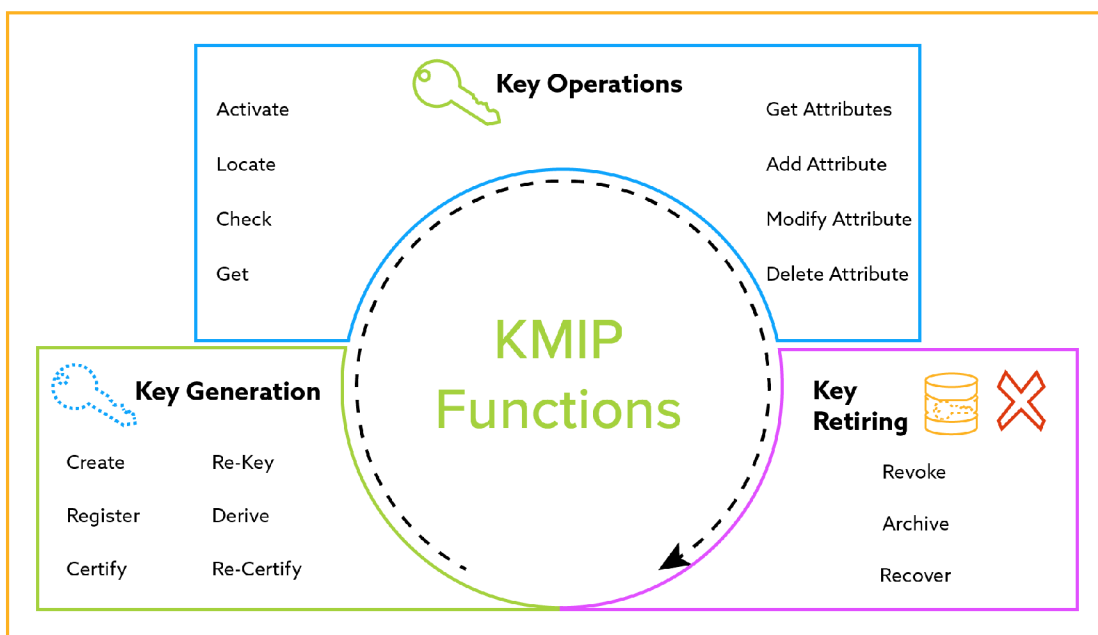 Key Operations
Activate
Locate
Check
Get
Get Attributes
Add Attribute
Modify Attribute
Delete Attribute
KMIP
Functions
Key Generation
Create
Register
Certify
Re-Key
Derive
Re-Certify
Key
Retiring
Revoke
Archive
Recover